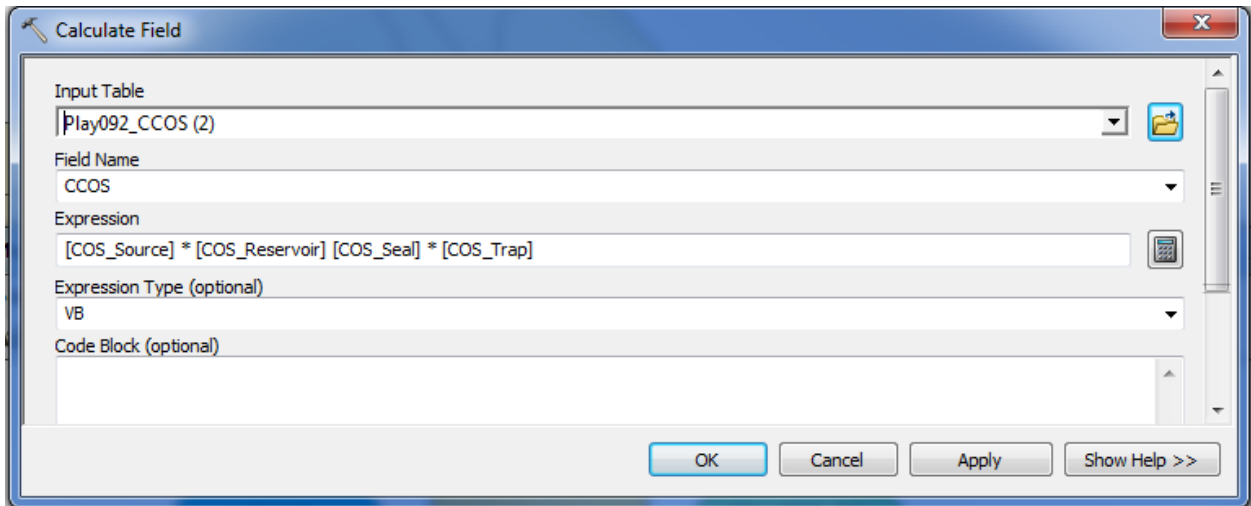 Calculate Field
Input Table
Play092_CCOS (2)
Field Name
CCOS
Expression
[COS_Source] * [COS_Reservoir] [COS_Seal] * [COS_Trap]
Expression Type (optional)
VB
Code Block (optional)
OK Cancel Apply Show Help >>